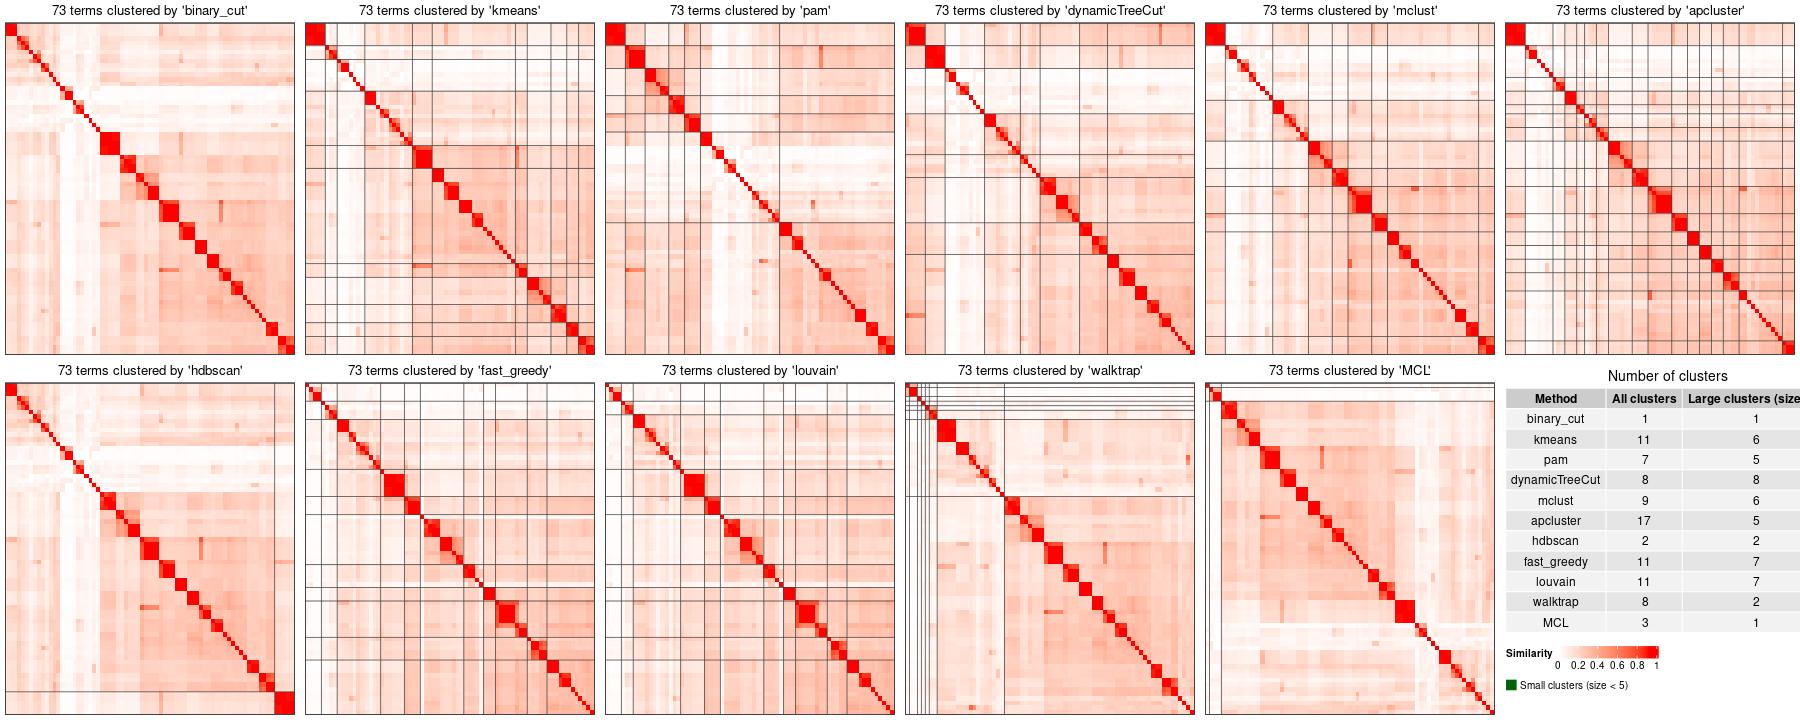 73 terms clustered by 'binary_cut'
73 terms clustered by 'kmeans'
73 terms clustered by 'pam'
73 terms clustered by 'dynamicTreeCut'
73 terms clustered by 'mclust'
73 terms clustered by 'apcluster'
73 terms clustered by 'hdbscan'
73 terms clustered by 'fast_greedy'
73 terms clustered by 'louvain'
73 terms clustered by 'walktrap'
73 terms clustered by 'MCL'
Number of clusters
Method All clusters Large clusters (size
binary_cut 1 1
kmeans 11 6
pam 7 5
dynamicTreeCut 8 8
mclust 9 6
apcluster 17 5
hdbscan 2 2
fast_greedy 11 7
louvain 11 7
walktrap 8 2
MCL 3 1
Similarity
0 0.2 0.4 0.6 0.8 1
Small clusters (size < 5)